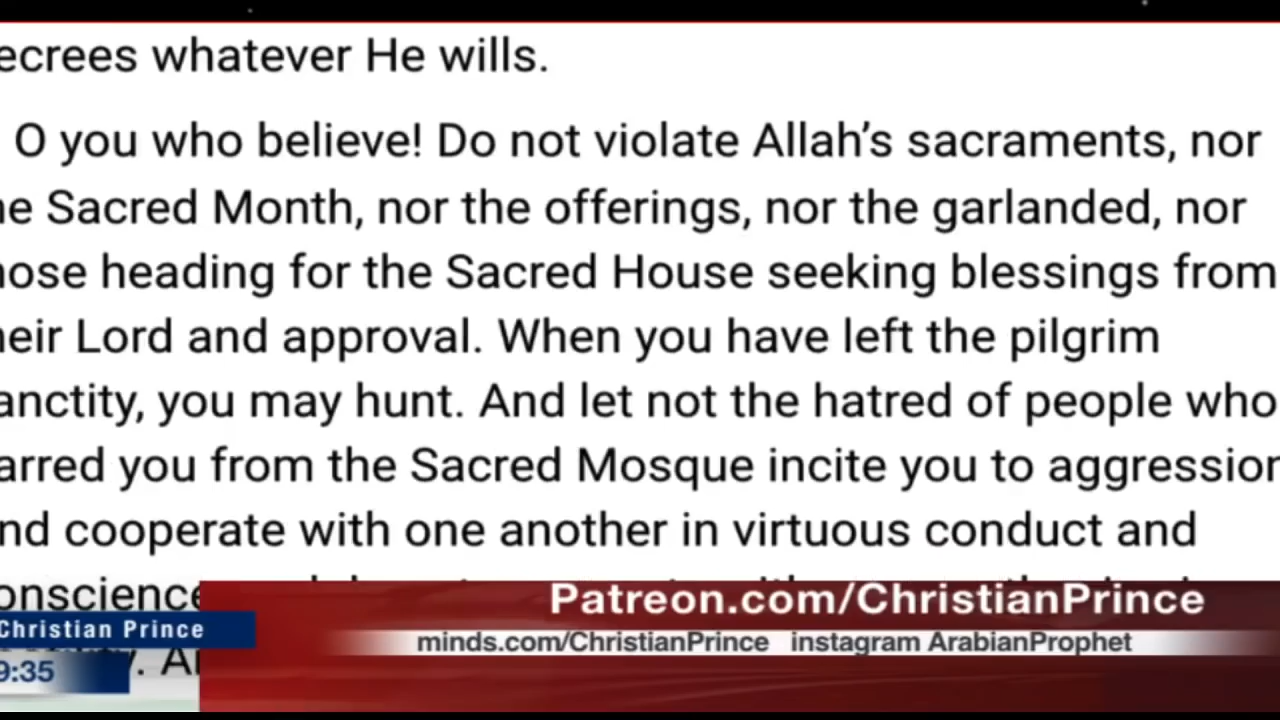 ecrees whatever He wills.
O you who believe! Do not violate Allah’s sacraments, nor
he Sacred Month, nor the offerings, nor the garlanded, nor
hose heading for the Sacred House seeking blessings from
heir Lord and approval. When you have left the pilgrim
anctity, you may hunt. And let not the hatred of people who
arred you from the Sacred Mosque incite you to aggression
nd cooperate with one another in virtuous conduct and
onscience
Patreon.com/ChristianPrince
Christian Prince
minds.com/ChristianPrince instagram ArabianProphet
9:35